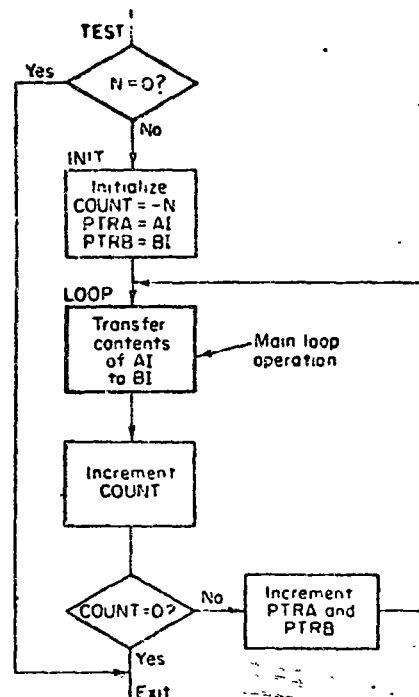 TEST
Yes
N=0?
No
INIT
Initialize
COUNT = -N
PTRA = AI
PTRB = BI
LOOP
Transfer
contents
of AI
to BI
Main loop
operation
Increment
COUNT
COUNT=0?
No
Increment
PTRA and
PTRB
Yes
Exit